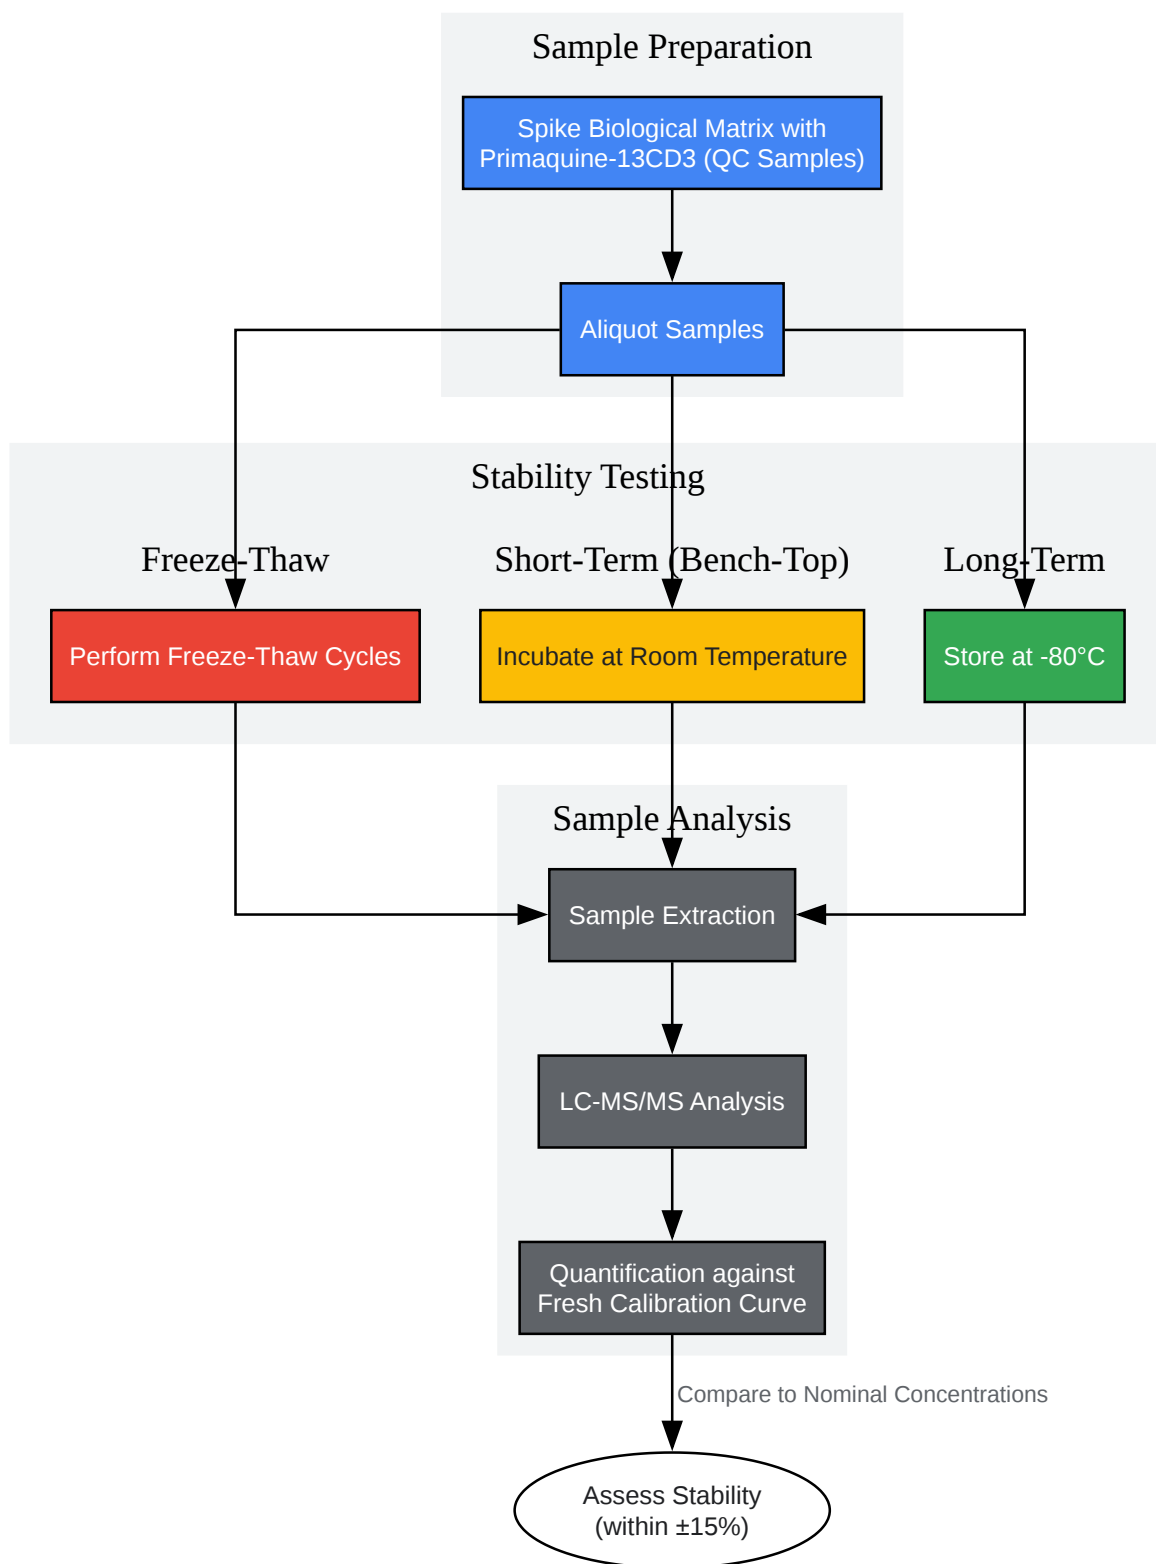 Sample Preparation
Spike Biological Matrix with
Primaquine-13CD3 (QC Samples)
Aliquot Samples
Stability Testing
Freeze-Thaw
Short-Term (Bench-Top)
Long-Term
Perform Freeze-Thaw Cycles
Incubate at Room Temperature
Store at -80°C
Sample Analysis
Sample Extraction
LC-MS/MS Analysis
Quantification against
Fresh Calibration Curve
Compare to Nominal Concentrations
Assess Stability
(within ±15%)